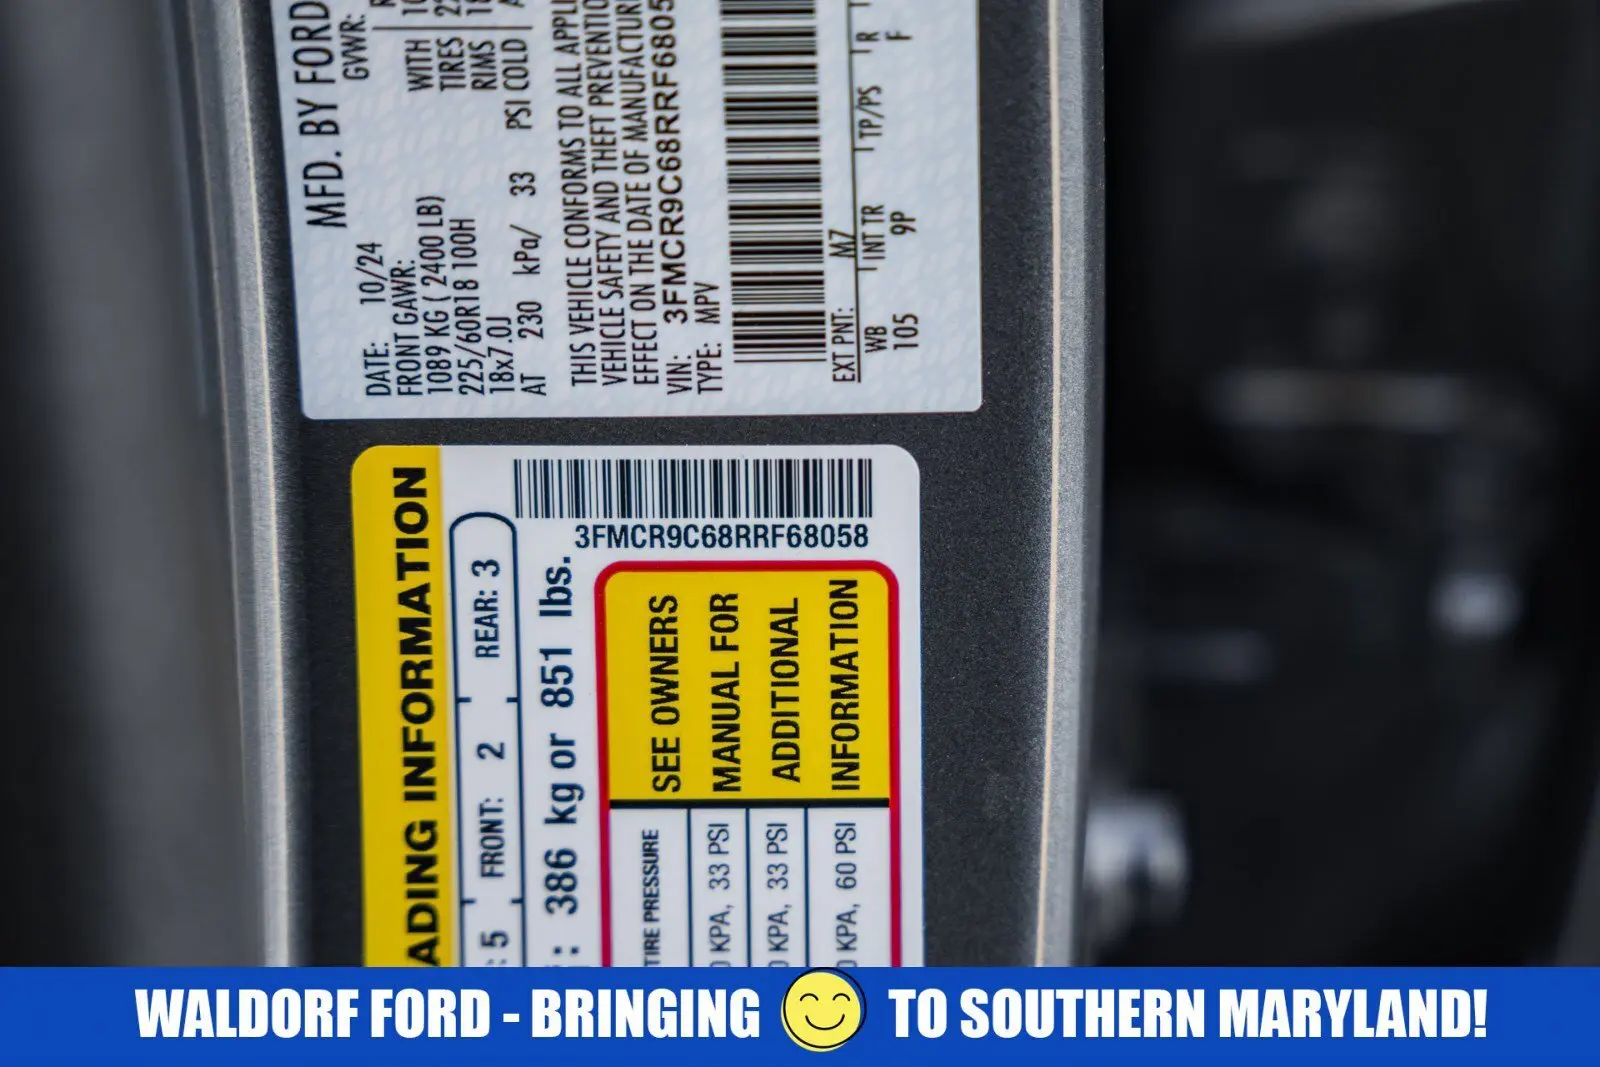 MFD. BY FORD
GVWR:
DATE: 10/24
FRONT GAWR:
1089 KG ( 2400 LB) WITH
225/60R18 100H TIRES
18x7.0J RIMS
AT 230 kPa/ 33 PSI COLD
THIS VEHICLE CONFORMS TO ALL
VEHICLE SAFETY AND THEFT
EFFECT ON THE DATE OF
VIN: 3FMCR9C68RRF6805
TYPE: MPV
EXT PNT: M7
WB INT TR TP/PS R
105 9P F
INFORMATION
5 FRONT: 2 REAR: 3
386 kg or 851 lbs.
3FMCR9C68RRF68058
SEE OWNERS
MANUAL FOR
ADDITIONAL
INFORMATION
TIRE PRESSURE
KPA, 33 PSI
KPA, 33 PSI
KPA, 60 PSI
WALDORF FORD - BRINGING TO SOUTHERN MARYLAND!